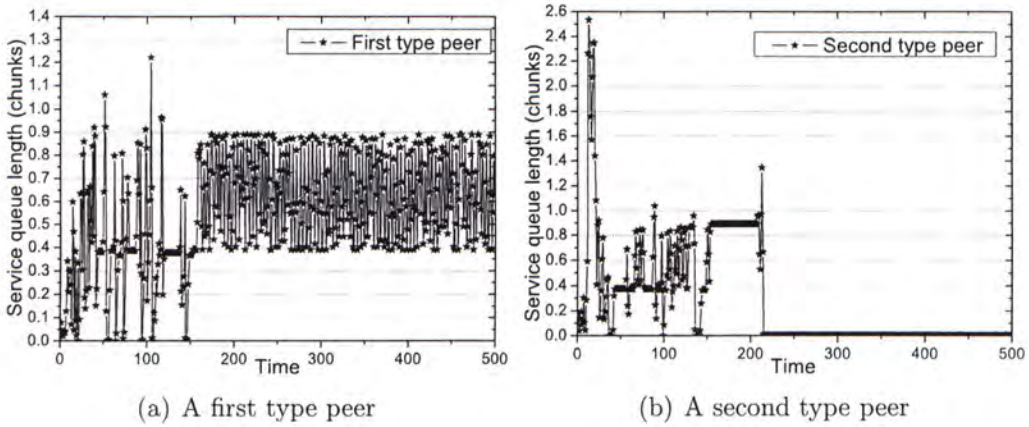 1.4
1.3
1.2
1.1
1.0
0.9
0.8
0.7
0.6
0.5
0.4
0.3
0.2
0.1
0.0
Service queue length (chunks)
First type peer
0 100 200 300 400 500
Time
(a) A first type peer
2.6
2.4
2.2
2.0
1.8
1.6
1.4
1.2
1.0
0.8
0.6
0.4
0.2
0.0
Service queue length (chunks)
Second type peer
0 100 200 300 400 500
Time
(b) A second type peer